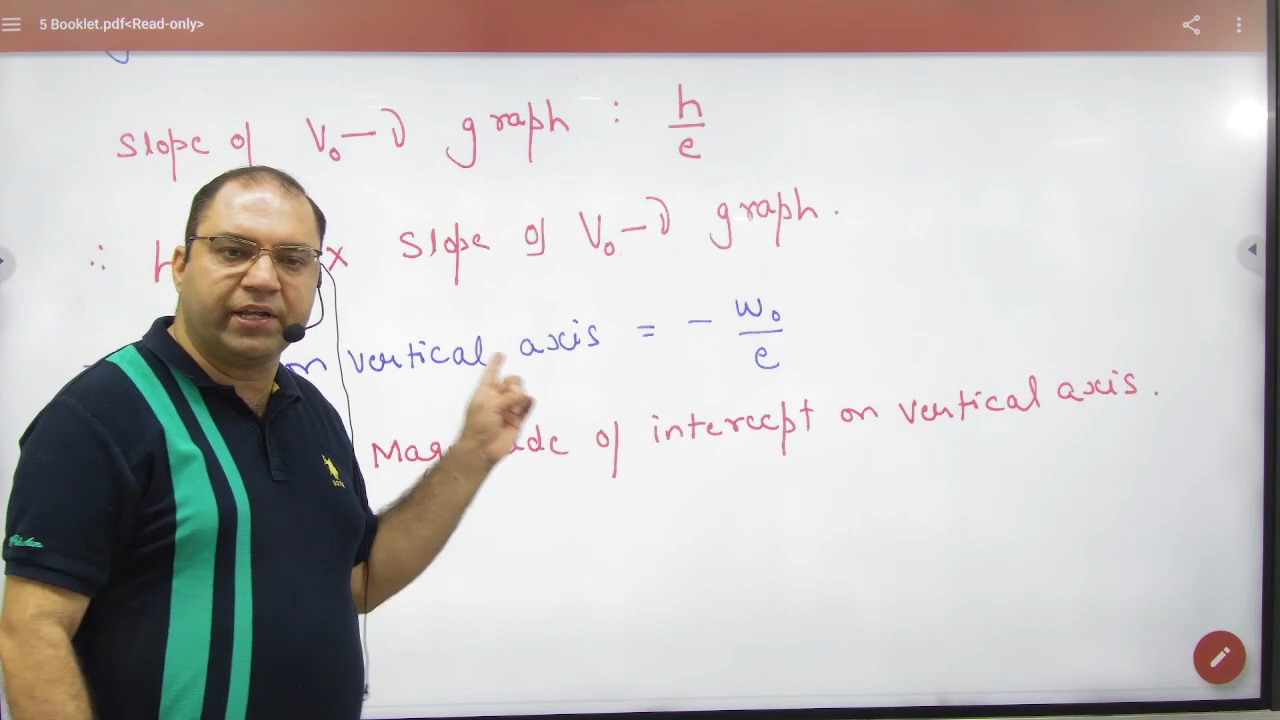 5 Booklet.pdf<Read-only>
Slope of V₀—ν graph : h/e
∴ h x Slope of V₀—ν graph.
on vertical axis = - W₀/e
of intercept on vertical axis.